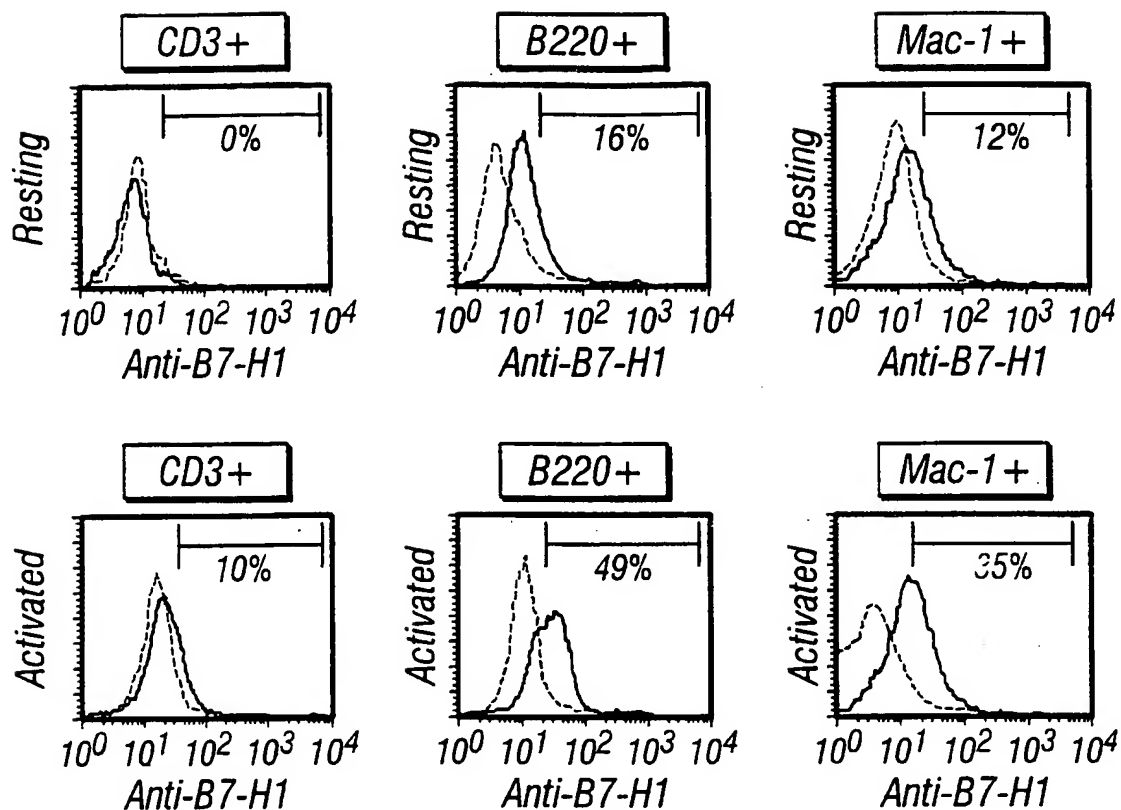 CD3+ B220+ Mac-1+
Resting 0% Resting 16% Resting 12%
10^0 10^1 10^2 10^3 10^4 10^0 10^1 10^2 10^3 10^4 10^0 10^1 10^2 10^3 10^4
Anti-B7-H1 Anti-B7-H1 Anti-B7-H1
CD3+ B220+ Mac-1+
Activated 10% Activated 49% Activated 35%
10^0 10^1 10^2 10^3 10^4 10^0 10^1 10^2 10^3 10^4 10^0 10^1 10^2 10^3 10^4
Anti-B7-H1 Anti-B7-H1 Anti-B7-H1